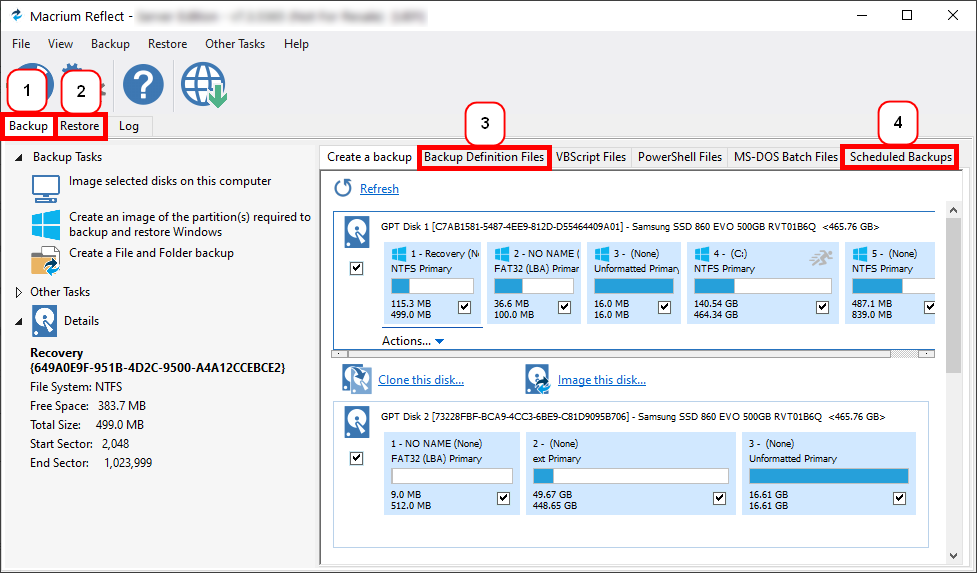 Macrium Reflect -
File View Backup Restore Other Tasks Help
1 2
Backup Restore Log
3 4
Create a backup Backup Definition Files VBScript Files PowerShell Files MS-DOS Batch Files Scheduled Backups
Backup Tasks
Image selected disks on this computer
Create an image of the partition(s) required to
backup and restore Windows
Create a File and Folder backup
Other Tasks
Details
Recovery
{649A0E9F-951B-4D2C-9500-A4A12CCEBCE2}
File System: NTFS
Free Space: 383.7 MB
Total Size: 499.0 MB
Start Sector: 2,048
End Sector: 1,023,999
Refresh
GPT Disk 1 [C7AB1581-5487-4EE9-812D-D55464409A01] - Samsung SSD 860 EVO 500GB RVT01B6Q <465.76 GB>
1 - Recovery (N
NTFS Primary
115.3 MB
499.0 MB
2 - NO NAME (
FAT32 (LBA) Primar
36.6 MB
100.0 MB
3 - (None)
Unformatted Primary
16.0 MB
16.0 MB
4 - (C:)
NTFS Primary
140.54 GB
464.34 GB
5 - (None)
NTFS Primary
487.1 MB
839.0 MB
Actions...
Clone this disk... Image this disk...
GPT Disk 2 [73228FBF-BCA9-4CC3-6BE9-C81D9095B706] - Samsung SSD 860 EVO 500GB RVT01B6Q <465.76 GB>
1 - NO NAME (None)
FAT32 (LBA) Primary
9.0 MB
512.0 MB
2 - (None)
ext Primary
49.67 GB
448.65 GB
3 - (None)
Unformatted Primary
16.61 GB
16.61 GB